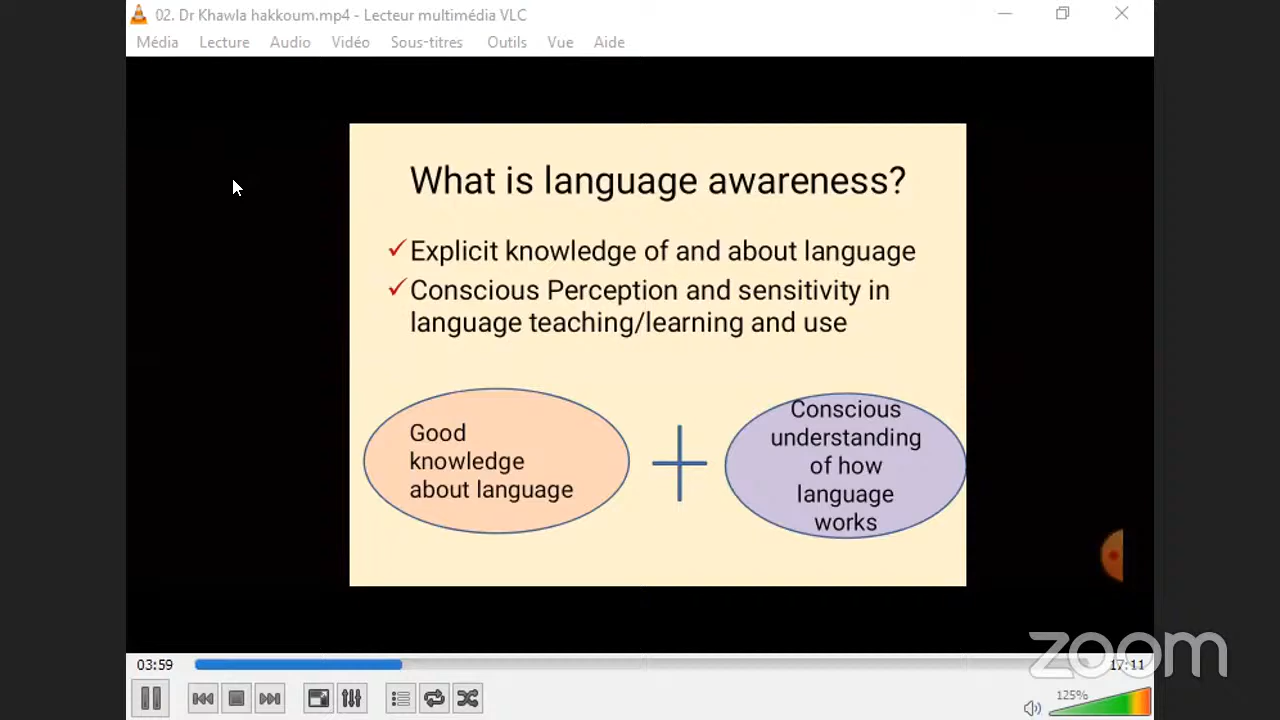 02. Dr Khawla hakkoum.mp4 - Lecteur multimédia VLC
Média Lecture Audio Vidéo Sous-titres Outils Vue Aide
What is language awareness?
Explicit knowledge of and about language
Conscious Perception and sensitivity in
language teaching/learning and use
Good
knowledge
about language
Conscious
understanding
of how
language
works
zoom
03:59
17:11
125%